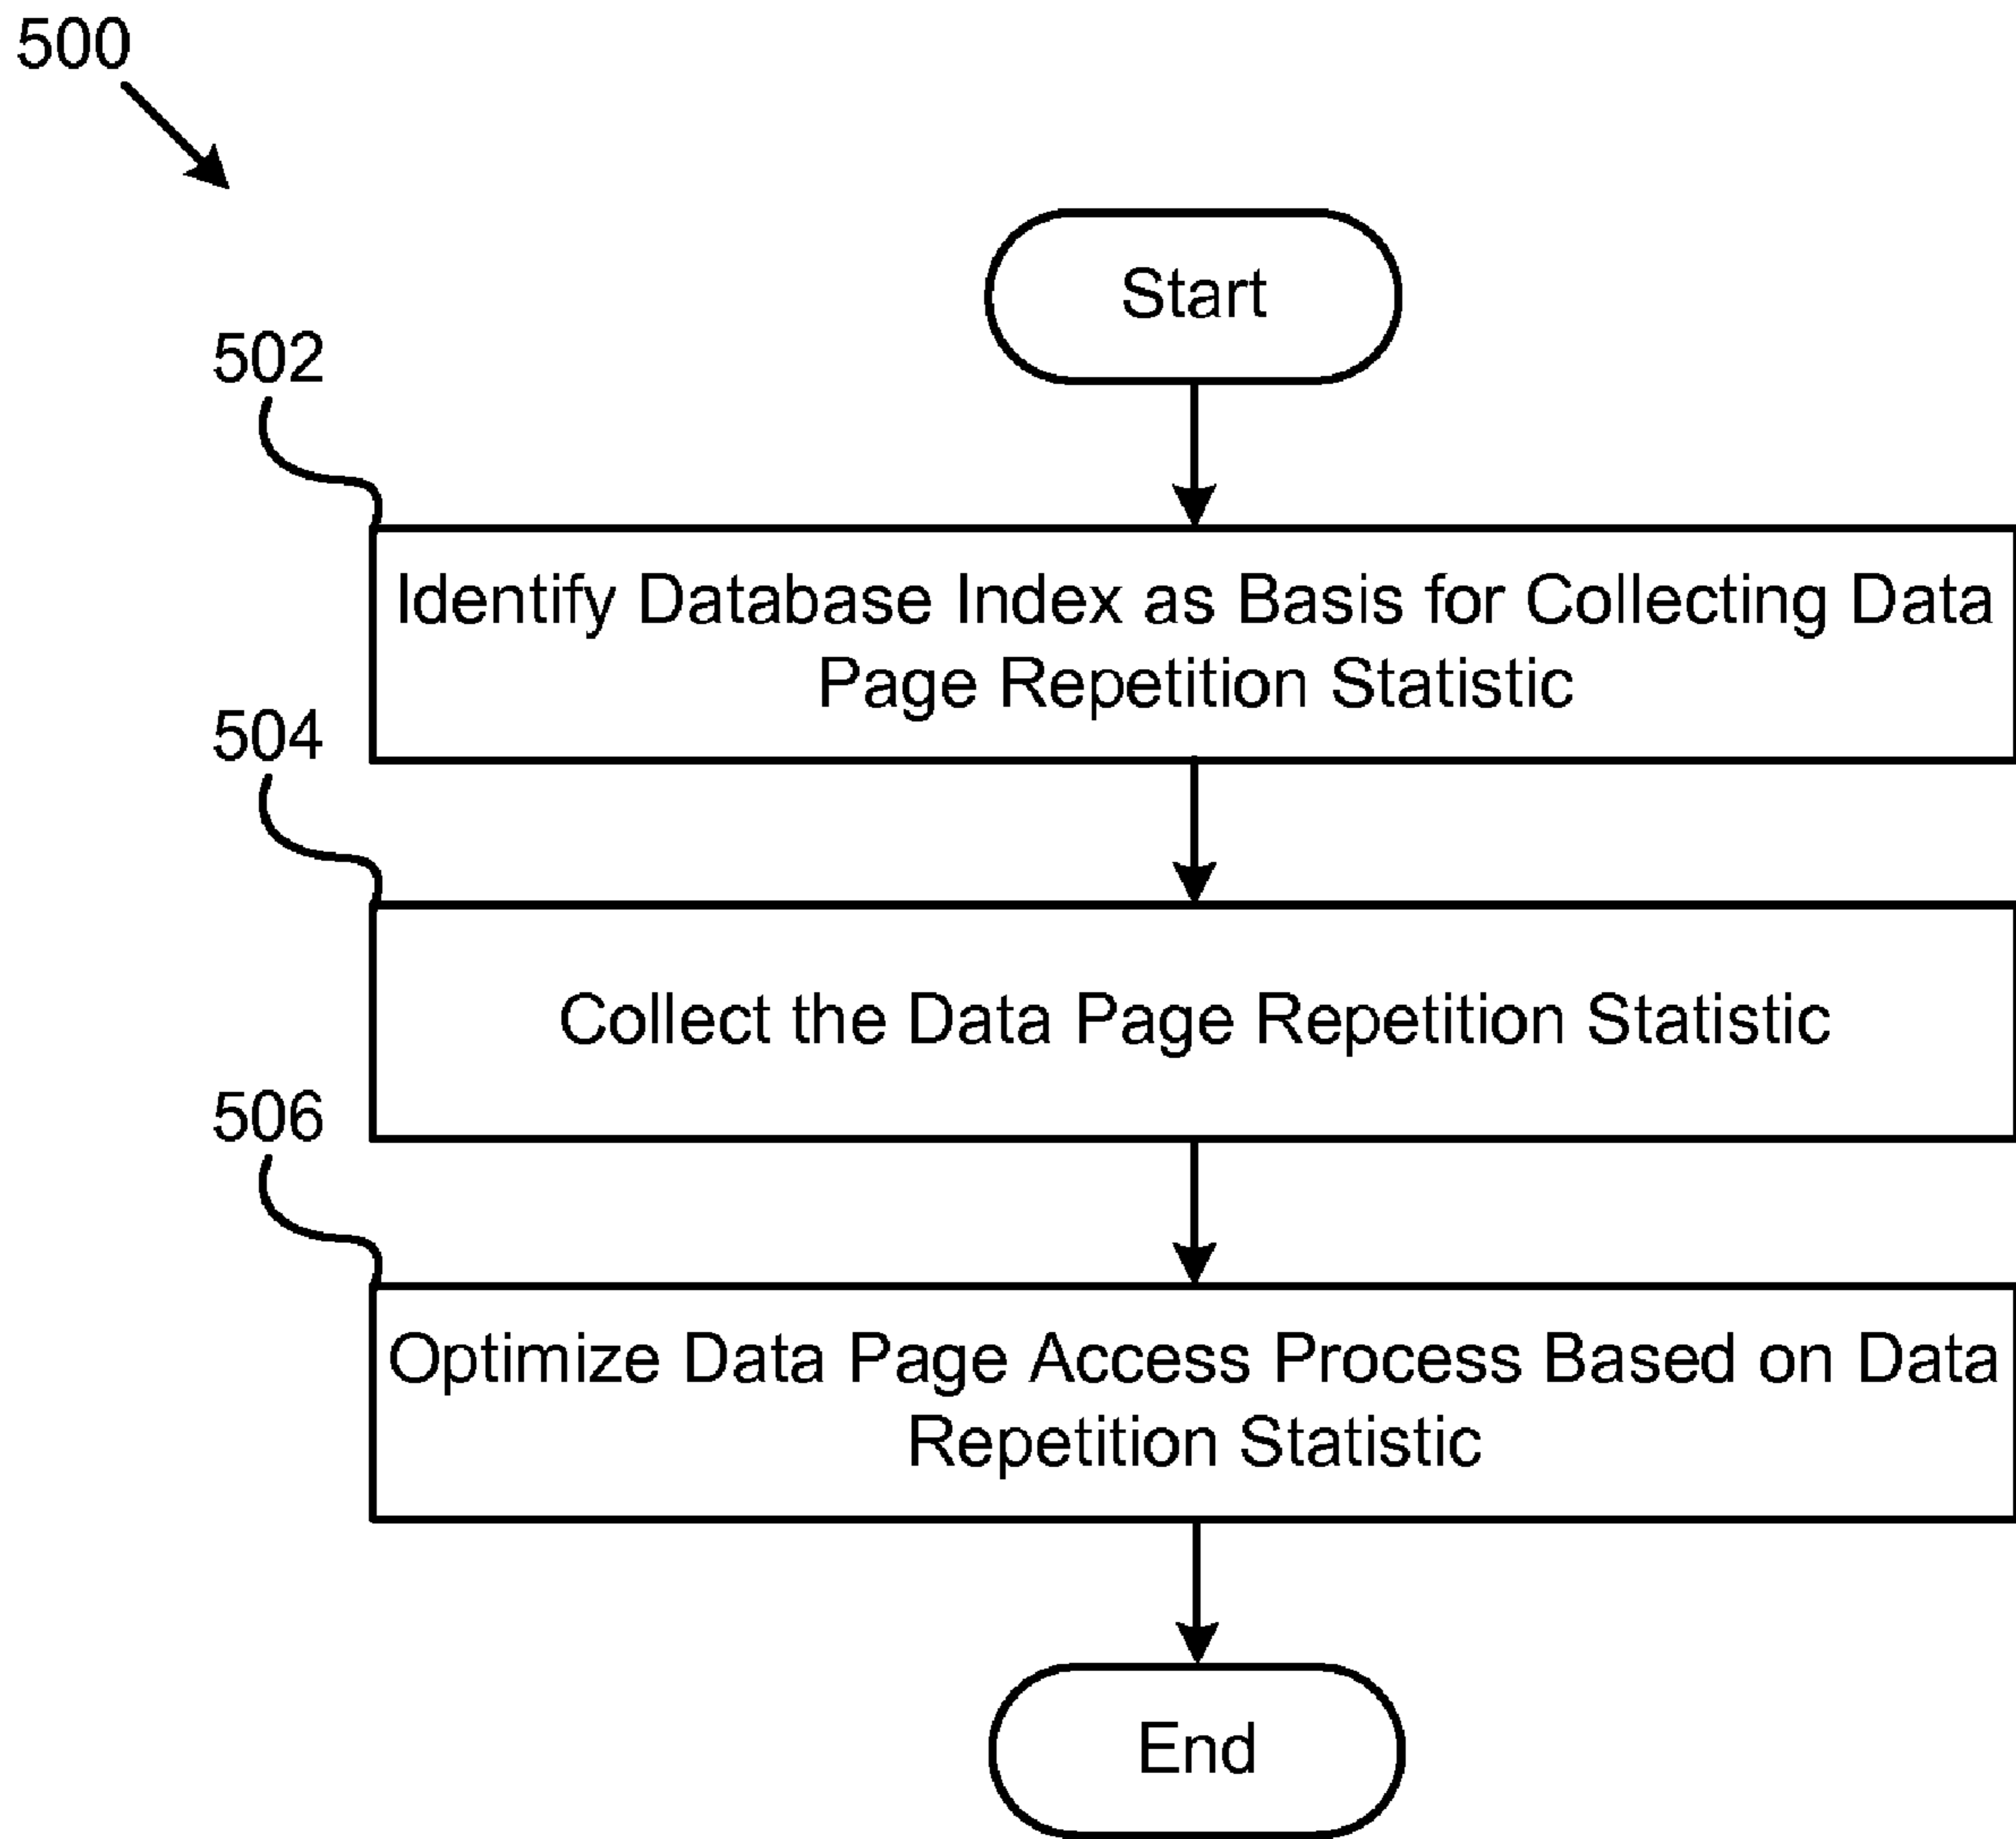 500
Start
502
Identify Database Index as Basis for Collecting Data
Page Repetition Statistic
504
Collect the Data Page Repetition Statistic
506
Optimize Data Page Access Process Based on Data
Repetition Statistic
End